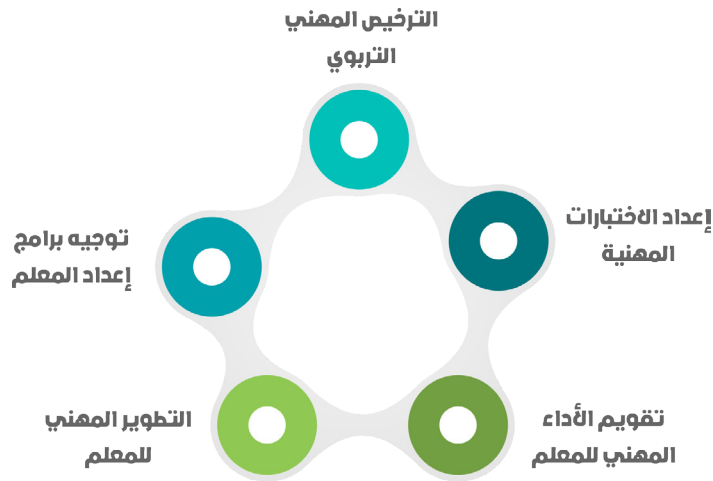 الترخيص المهني
التربوي
إعداد الاختبارات
المهنية
تقويم الأداء
المهني للمعلم
التطوير المهني
للمعلم
توجيه برامج
إعداد المعلم